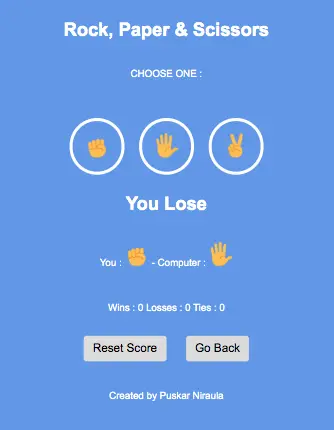 Rock, Paper & Scissors
CHOOSE ONE :
You Lose
You : - Computer :
Wins : 0 Losses : 0 Ties : 0
Reset Score
Go Back
Created by Puskar Niraula